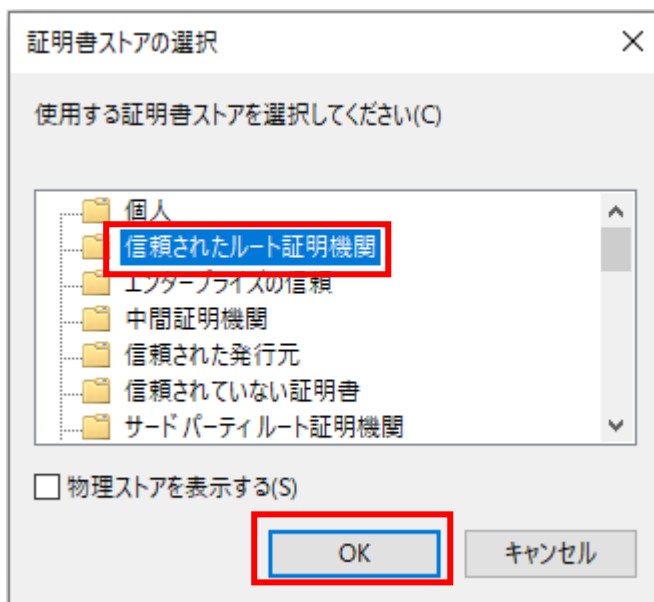 証明書ストアの選択
使用する証明書ストアを選択してください(C)
個人
信頼されたルート証明機関
エンタープライズの信頼
中間証明機関
信頼された発行元
信頼されていない証明書
サードパーティルート証明機関
物理ストアを表示する(S)
OK
キャンセル